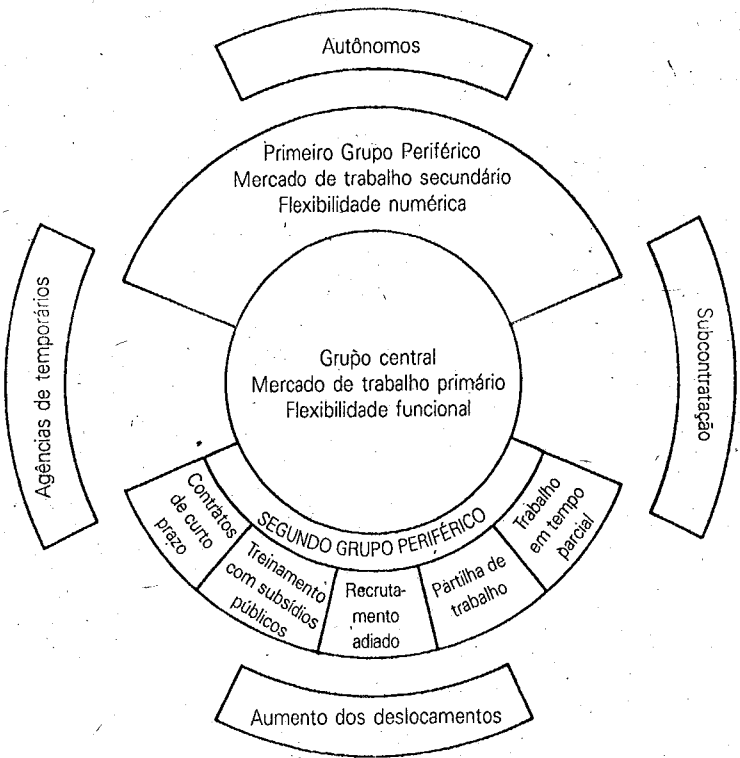 Autônomos
Primeiro Grupo Periférico
Mercado de trabalho secundário
Flexibilidade numérica
Agências de temporários
Subcontratação
Grupo central
Mercado de trabalho primário
Flexibilidade funcional
SEGUNDO GRUPO PERIFÉRICO
Contratos
de curto
prazo
Treinamento
com subsídios
públicos
Recruta-
mento
adiado
Partilha de
trabalho
Trabalho
em tempo
parcial
Aumento dos deslocamentos